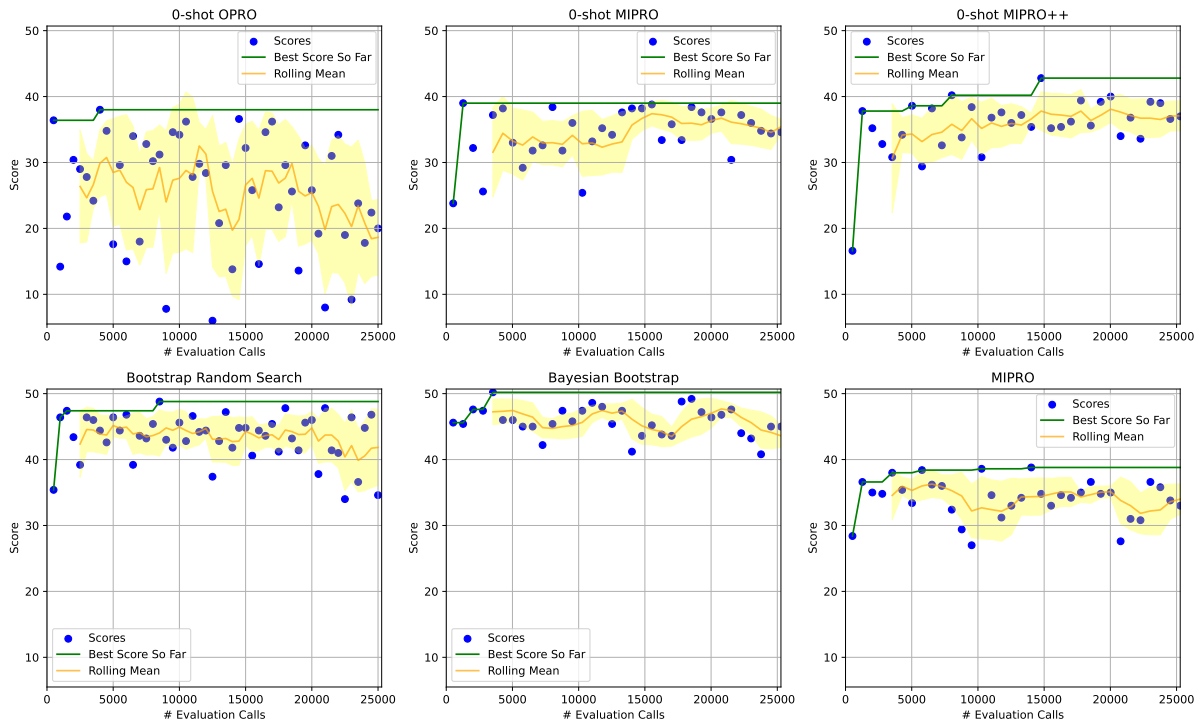 0-shot OPRO
Score
50
40
30
20
10
Scores
Best Score So Far
Rolling Mean
0 5000 10000 15000 20000 25000
# Evaluation Calls
0-shot MIPRO
Score
50
40
30
20
10
Scores
Best Score So Far
Rolling Mean
0 5000 10000 15000 20000 25000
# Evaluation Calls
0-shot MIPRO++
Score
50
40
30
20
10
Scores
Best Score So Far
Rolling Mean
0 5000 10000 15000 20000 25000
# Evaluation Calls
Bootstrap Random Search
Score
50
40
30
20
10
Scores
Best Score So Far
Rolling Mean
0 5000 10000 15000 20000 25000
# Evaluation Calls
Bayesian Bootstrap
Score
50
40
30
20
10
Scores
Best Score So Far
Rolling Mean
0 5000 10000 15000 20000 25000
# Evaluation Calls
MIPRO
Score
50
40
30
20
10
Scores
Best Score So Far
Rolling Mean
0 5000 10000 15000 20000 25000
# Evaluation Calls